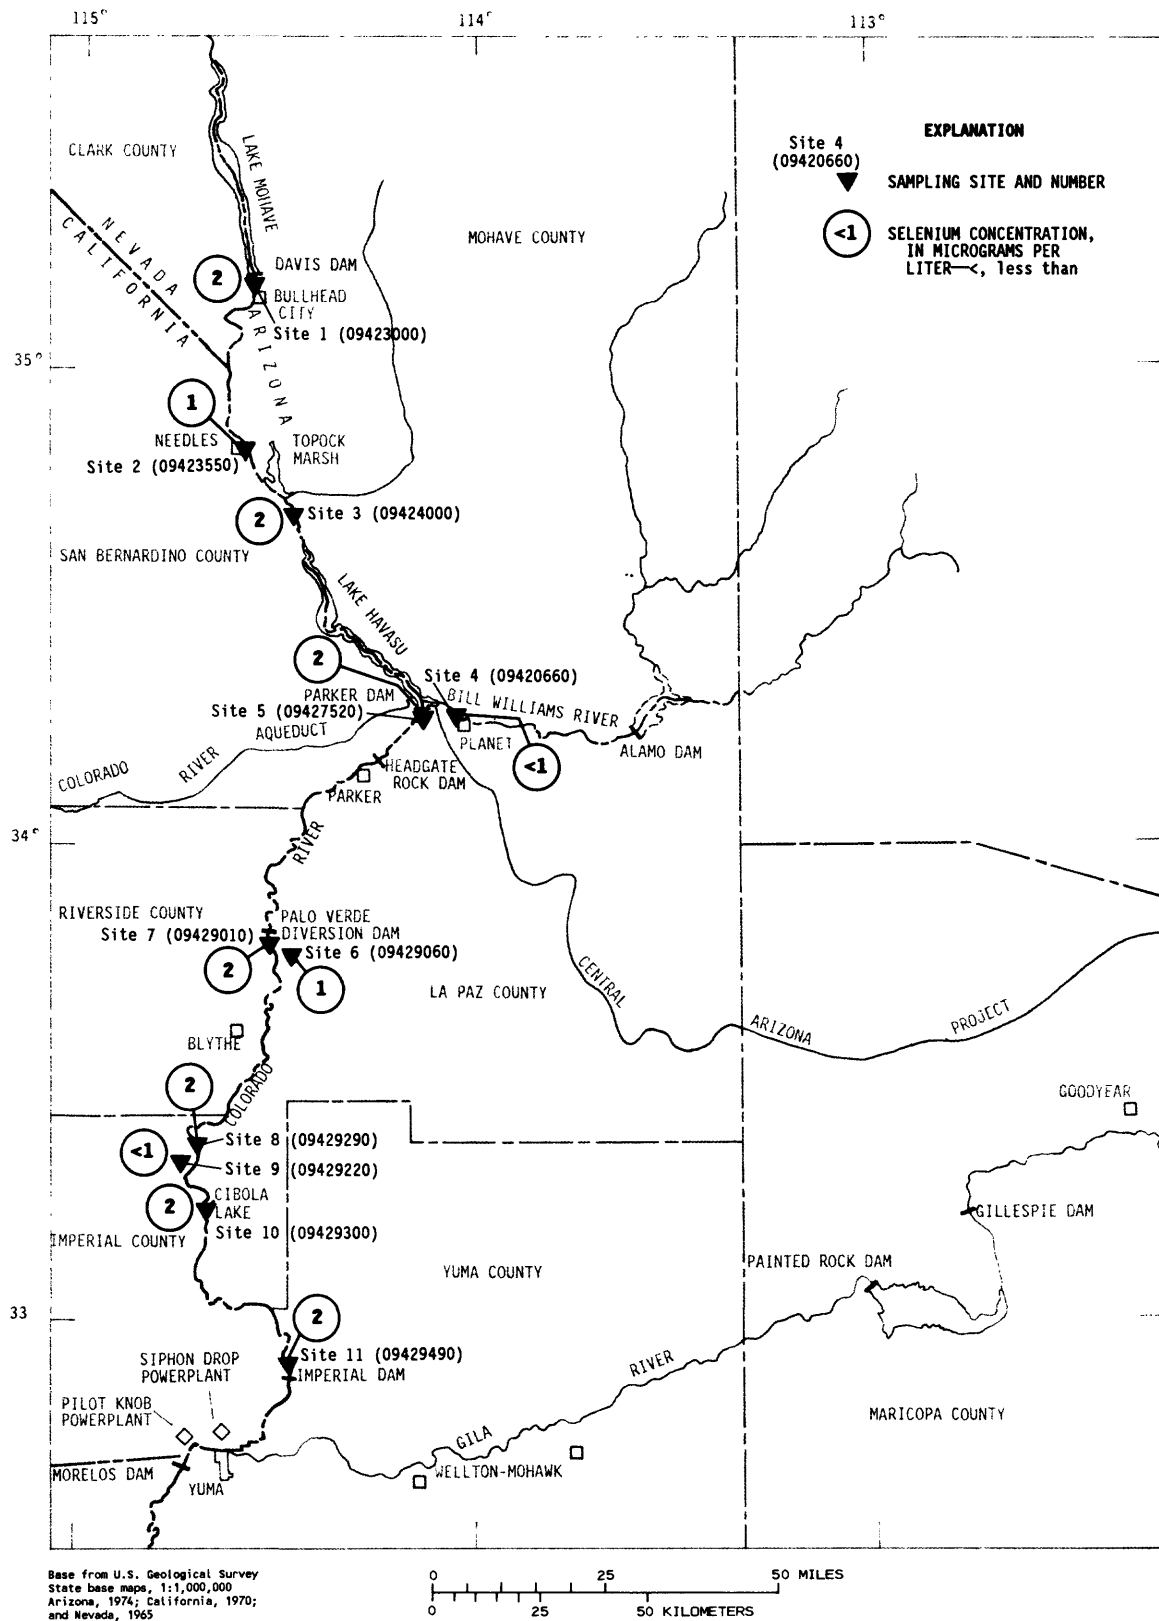 115°
114°
113°
EXPLANATION
Site 4
(09420660)
SAMPLING SITE AND NUMBER
<1
SELENIUM CONCENTRATION,
IN MICROGRAMS PER
LITER—<, less than
CLARK COUNTY
LAKE MOHAVE
NEVADA
CALIFORNIA
MOHAVE COUNTY
2
DAVIS DAM
BULLHEAD
CITY
Site 1 (09423000)
ARIZONA
35°
1
NEEDLES
Site 2 (09423550)
TOPOCK
MARSH
2
Site 3 (09424000)
SAN BERNARDINO COUNTY
LAKE HAVASU
2
Site 4 (09420660)
PARKER DAM
BILL WILLIAMS RIVER
Site 5 (09427520)
AQUEDUCT
RIVER
COLORADO
PLANET
<1
ALAMO DAM
HEADGATE
ROCK DAM
PARKER
34°
RIVER
RIVERSIDE COUNTY
PALO VERDE
DIVERSION DAM
Site 7 (09429010)
Site 6 (09429060)
2
1
LA PAZ COUNTY
CENTRAL
ARIZONA
PROJECT
BLYTHE
COLORADO
2
GOODYEAR
Site 8 (09429290)
<1
Site 9 (09429220)
2
CIBOLA
LAKE
Site 10 (09429300)
IMPERIAL COUNTY
GILLESPIE DAM
PAINTED ROCK DAM
YUMA COUNTY
33
2
Site 11 (09429490)
IMPERIAL DAM
SIPHON DROP
POWERPLANT
PILOT KNOB
POWERPLANT
RIVER
GILA
MARICOPA COUNTY
WELLTON-MOHAWK
MORELOS DAM
YUMA
Base from U.S. Geological Survey
State base maps, 1:1,000,000
Arizona, 1974; California, 1970;
and Nevada, 1965
0 25 50 MILES
0 25 50 KILOMETERS